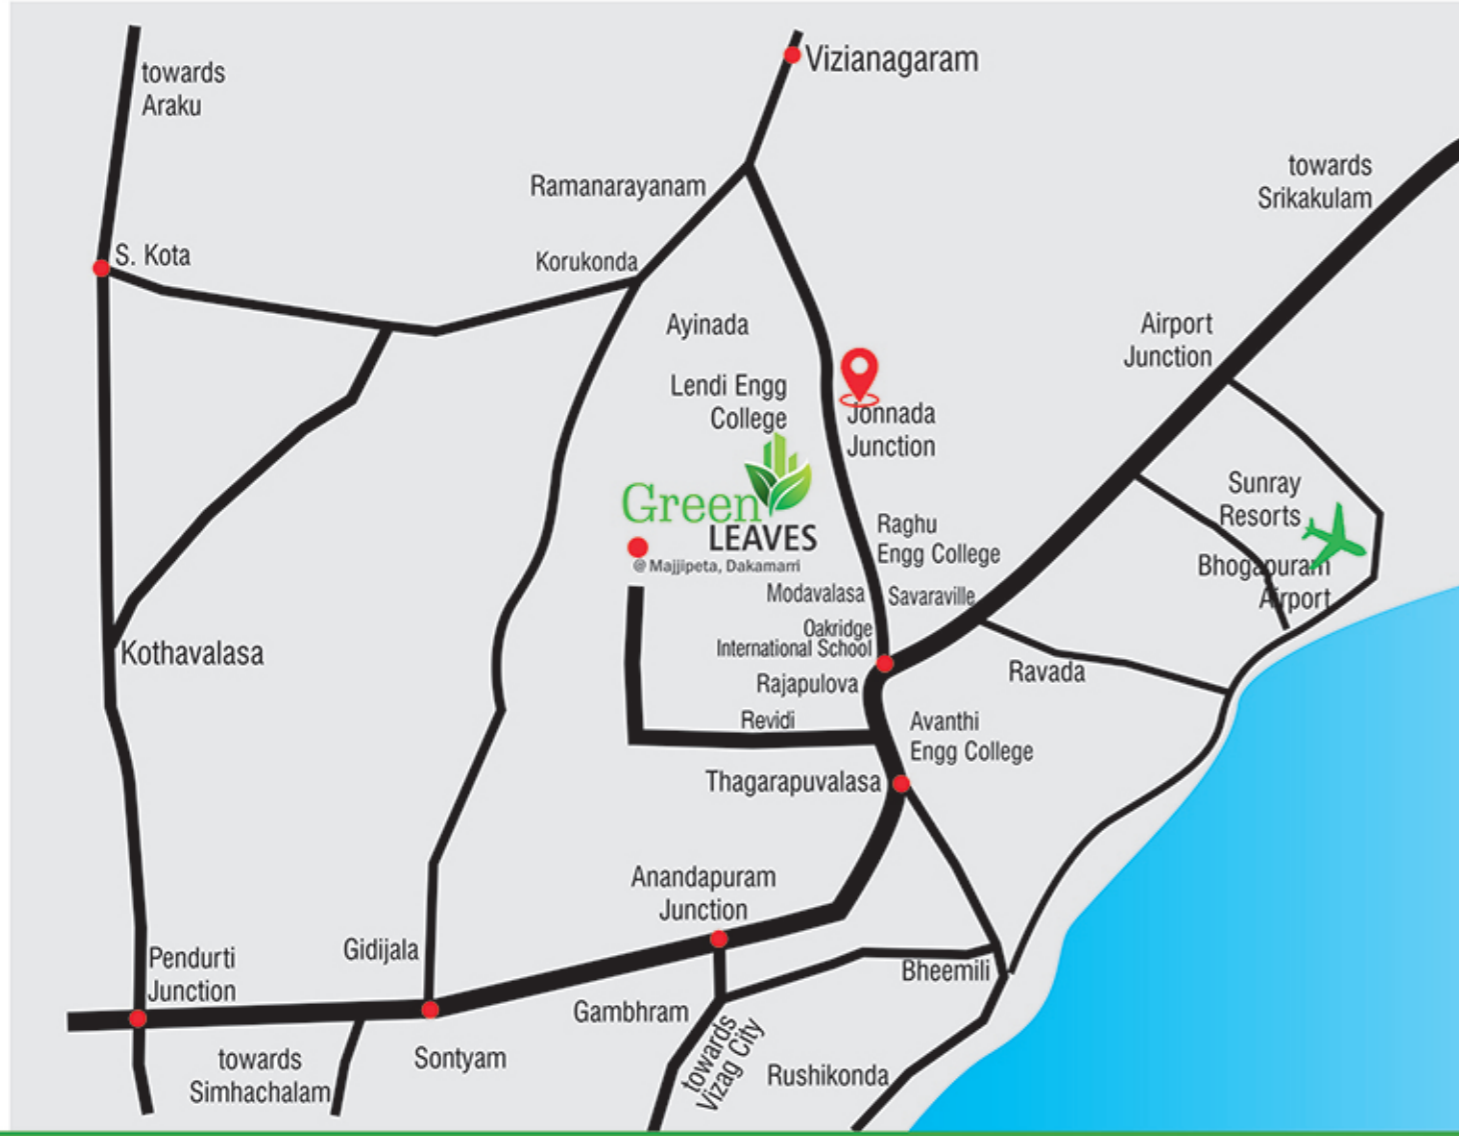 towards
Araku
Vizianagaram
towards
Srikakulam
Ramanarayanam
S. Kota
Korukonda
Ayinada
Airport
Junction
Lendi Engg
College
Jonnada
Junction
Green
LEAVES
@ Majjipeta, Dakamarri
Sunray
Resorts
Raghu
Engg College
Bhogapuram
Airport
Modavalasa
Savaraville
Oakridge
International School
Kothavalasa
Rajapulova
Ravada
Revidi
Avanthi
Engg College
Thagarapuvalasa
Anandapuram
Junction
Pendurti
Junction
Gidijala
Bheemili
Gambhram
towards
Vizag City
towards
Simhachalam
Sontyam
Rushikonda